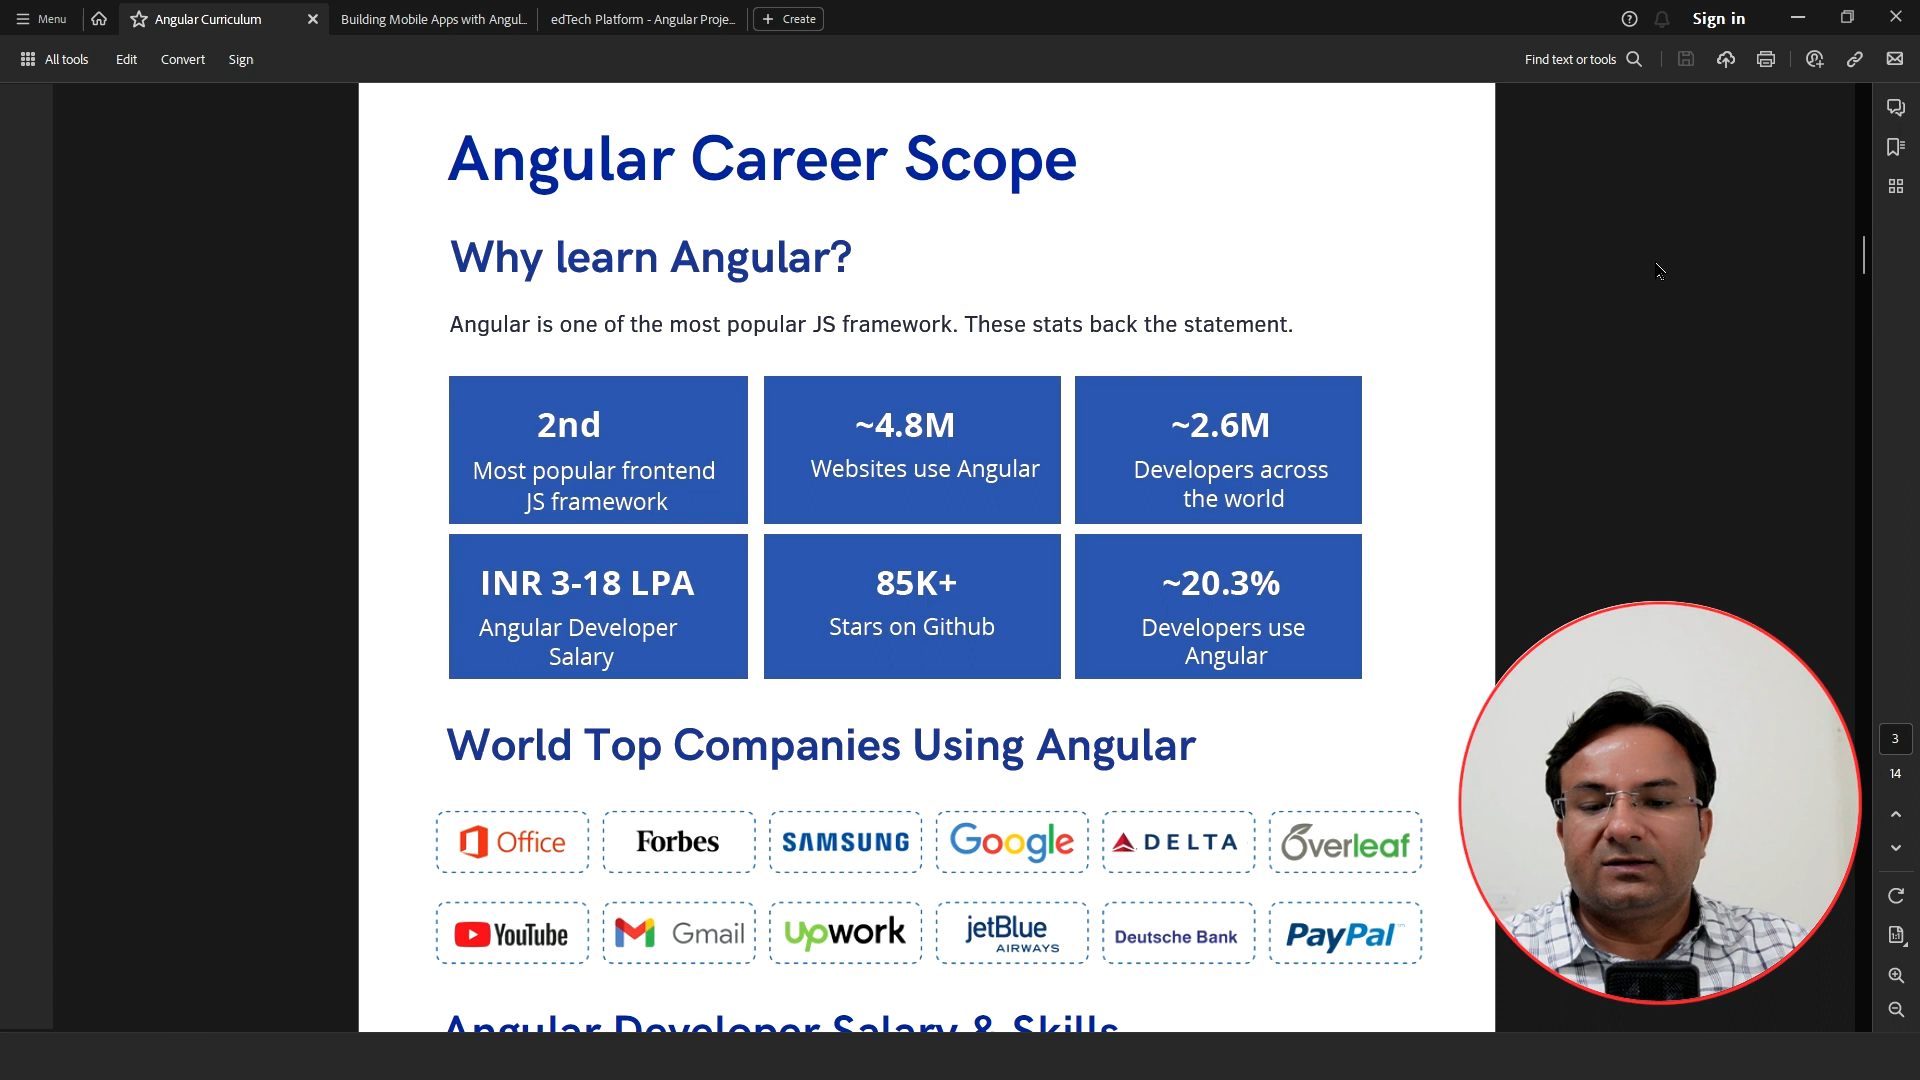 Menu
Angular Curriculum
Building Mobile Apps with Angul...
edTech Platform - Angular Proje...
Create
Sign in
All tools
Edit
Convert
Sign
Find text or tools
Angular Career Scope
Why learn Angular?
Angular is one of the most popular JS framework. These stats back the statement.
2nd
Most popular frontend
JS framework
~4.8M
Websites use Angular
~2.6M
Developers across
the world
INR 3-18 LPA
Angular Developer
Salary
85K+
Stars on Github
~20.3%
Developers use
Angular
World Top Companies Using Angular
Office
Forbes
SAMSUNG
Google
DELTA
Overleaf
YouTube
Gmail
upwork
jetBlue
AIRWAYS
Deutsche Bank
PayPal
Angular Developer Salary & Skills
3
14